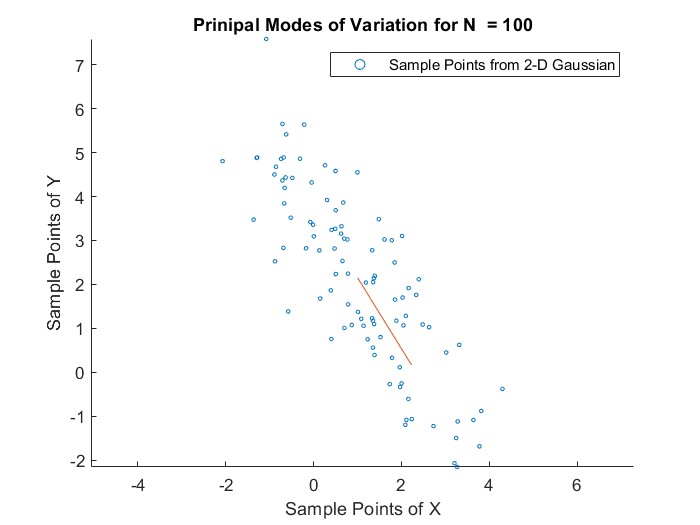 Prinipal Modes of Variation for N  = 100
Sample Points from 2-D Gaussian
7
6
5
4
3
2
1
0
-1
-2
Sample Points of Y
-4 -2 0 2 4 6
Sample Points of X